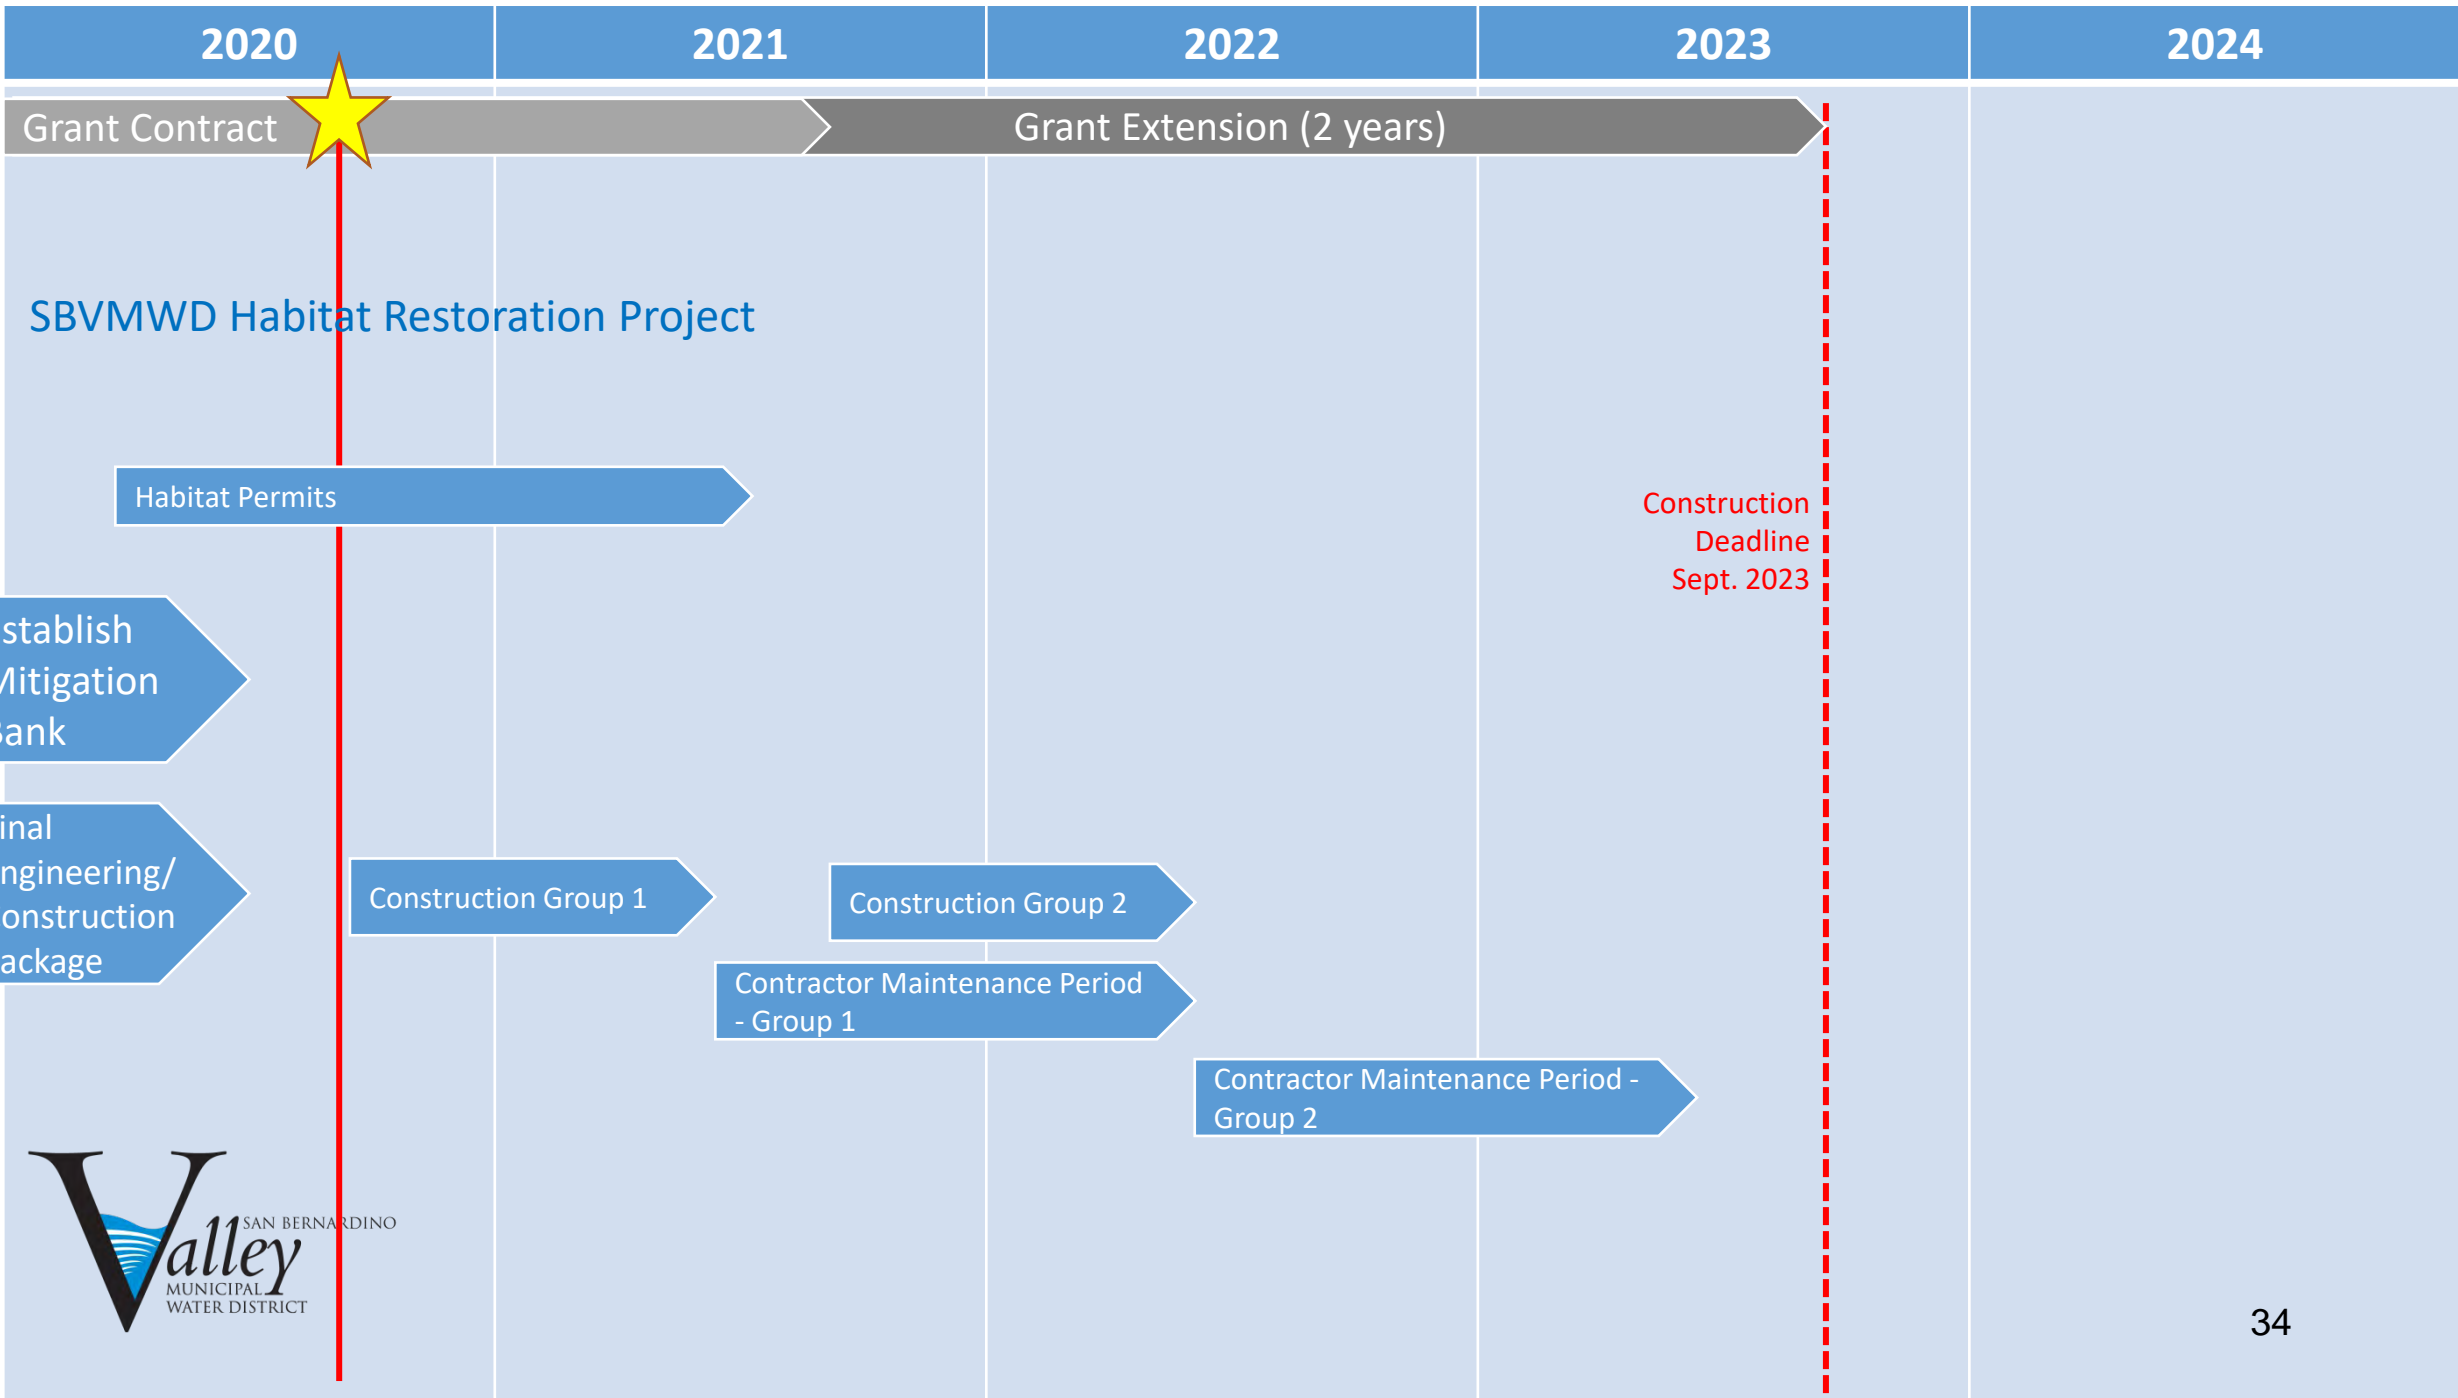 2020
2021
2022
2023
2024
Grant Contract
Grant Extension (2 years)
SBVMWD Habitat Restoration Project
Habitat Permits
Construction
Deadline
Sept. 2023
stablish
Mitigation
Bank
inal
ngineering/
onstruction
ackage
Construction Group 1
Construction Group 2
Contractor Maintenance Period
- Group 1
Contractor Maintenance Period -
Group 2
SAN BERNARDINO
Valley
MUNICIPAL
WATER DISTRICT
34